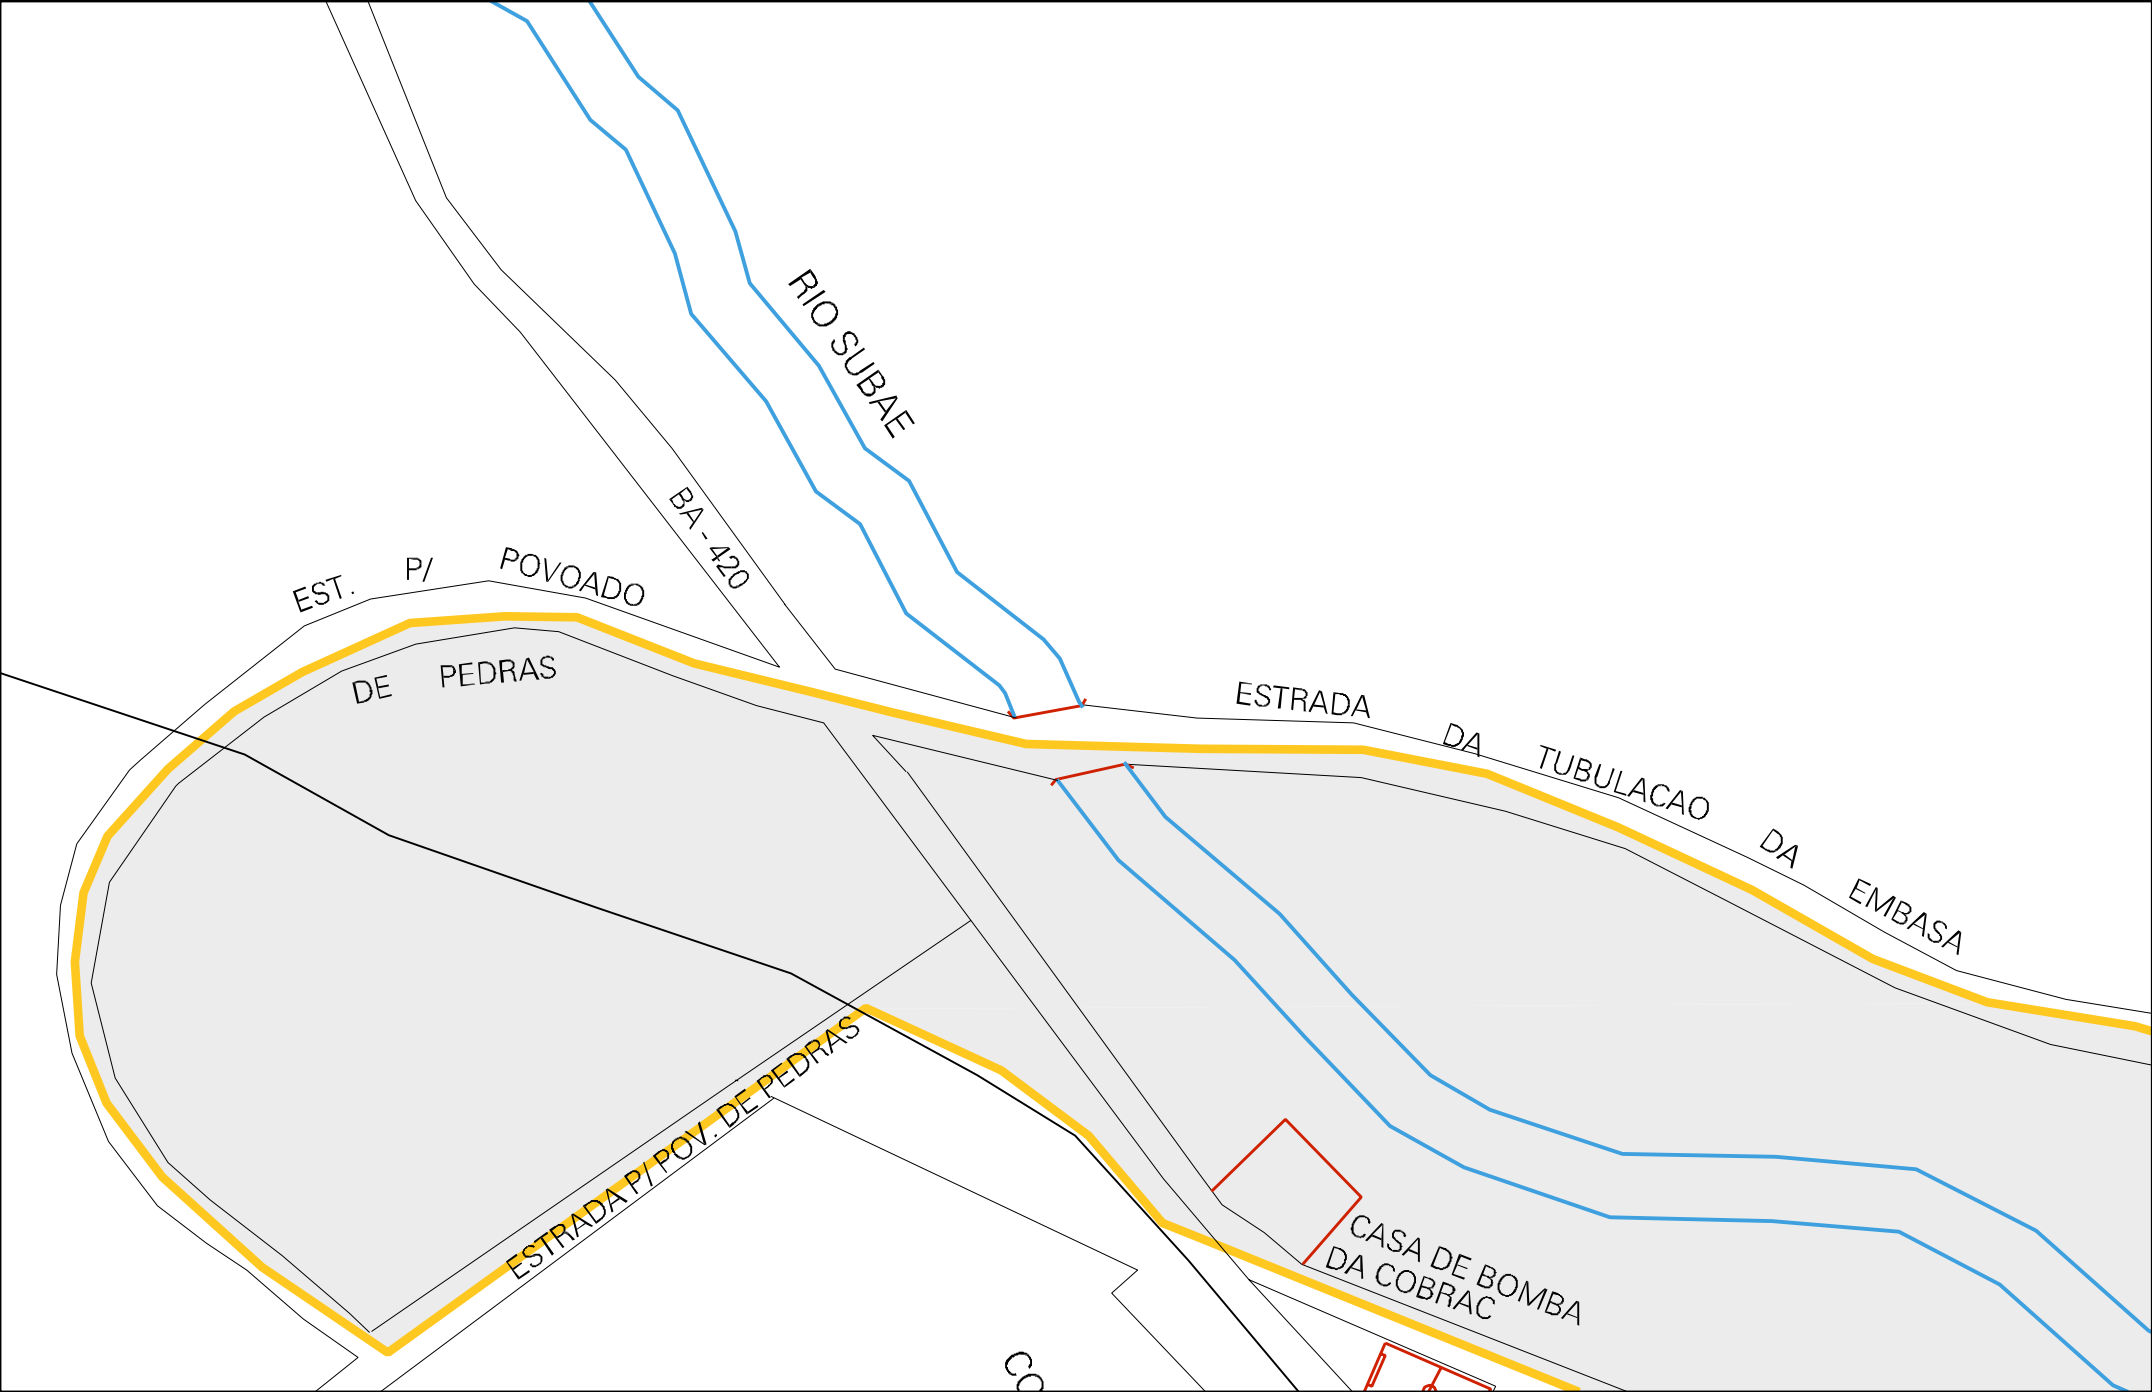 RIO SUBAE
BA - 420
EST. P/ POVOADO
DE PEDRAS
ESTRADA DA TUBULACAO DA EMBASA
ESTRADA P/ POV. DE PEDRAS
CASA DE BOMBA
DA COBRAC
CO